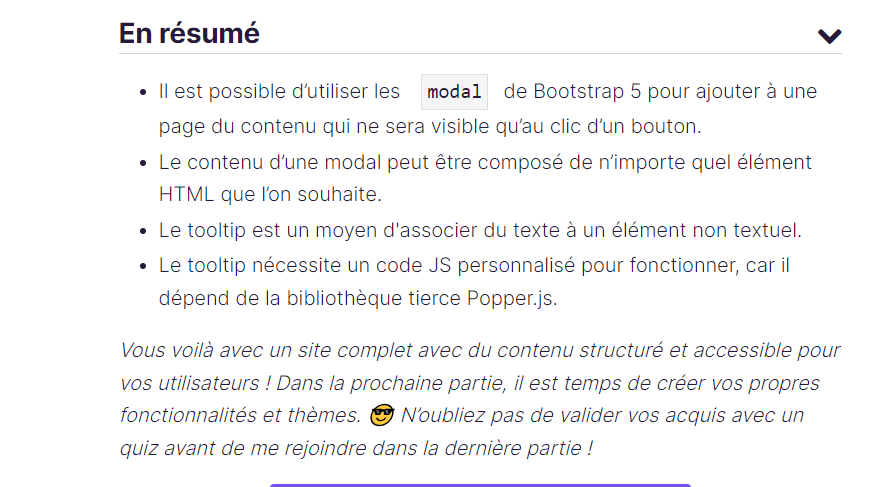 En résumé
• Il est possible d’utiliser les modal de Bootstrap 5 pour ajouter à une
page du contenu qui ne sera visible qu’au clic d’un bouton.
• Le contenu d’une modal peut être composé de n’importe quel élément
HTML que l’on souhaite.
• Le tooltip est un moyen d'associer du texte à un élément non textuel.
• Le tooltip nécessite un code JS personnalisé pour fonctionner, car il
dépend de la bibliothèque tierce Popper.js.
Vous voilà avec un site complet avec du contenu structuré et accessible pour
vos utilisateurs ! Dans la prochaine partie, il est temps de créer vos propres
fonctionnalités et thèmes. 😎 N’oubliez pas de valider vos acquis avec un
quiz avant de me rejoindre dans la dernière partie !